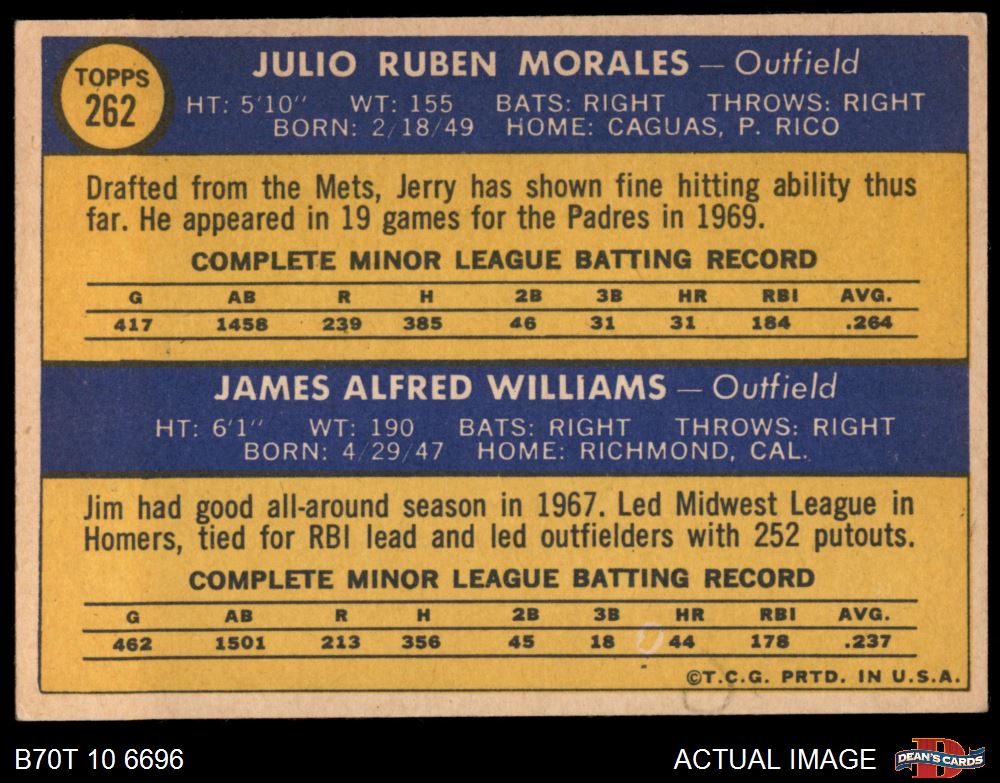 TOPPS
262
JULIO RUBEN MORALES — Outfield
HT: 5'10" WT: 155 BATS: RIGHT THROWS: RIGHT
BORN: 2/18/49 HOME: CAGUAS, P. RICO
Drafted from the Mets, Jerry has shown fine hitting ability thus
far. He appeared in 19 games for the Padres in 1969.
COMPLETE MINOR LEAGUE BATTING RECORD
G AB R H 2B 3B HR RBI AVG.
417 1458 239 385 46 31 31 184 .264
JAMES ALFRED WILLIAMS — Outfield
HT: 6'1" WT: 190 BATS: RIGHT THROWS: RIGHT
BORN: 4/29/47 HOME: RICHMOND, CAL.
Jim had good all-around season in 1967. Led Midwest League in
Homers, tied for RBI lead and led outfielders with 252 putouts.
COMPLETE MINOR LEAGUE BATTING RECORD
G AB R H 2B 3B HR RBI AVG.
462 1501 213 356 45 18 44 178 .237
©T.C.G. PRTD. IN U.S.A.
B70T 10 6696 ACTUAL IMAGE DEAN'S CARDS